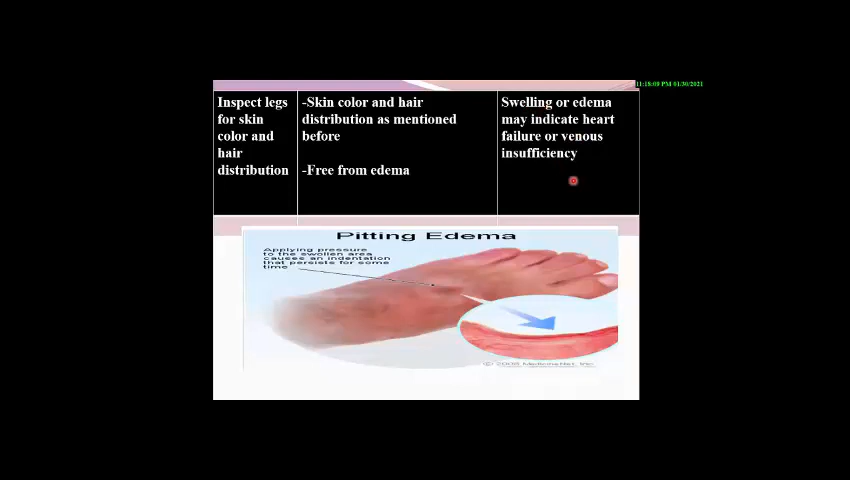 11:18:09 PM 01/30/2021
Inspect legs
for skin
color and
hair
distribution
-Skin color and hair
distribution as mentioned
before
-Free from edema
Swelling or edema
may indicate heart
failure or venous
insufficiency
Pitting Edema
Applying pressure
to the swollen area
causes an indentation
that persists for some
time
© 2008 MedicineNet, Inc.